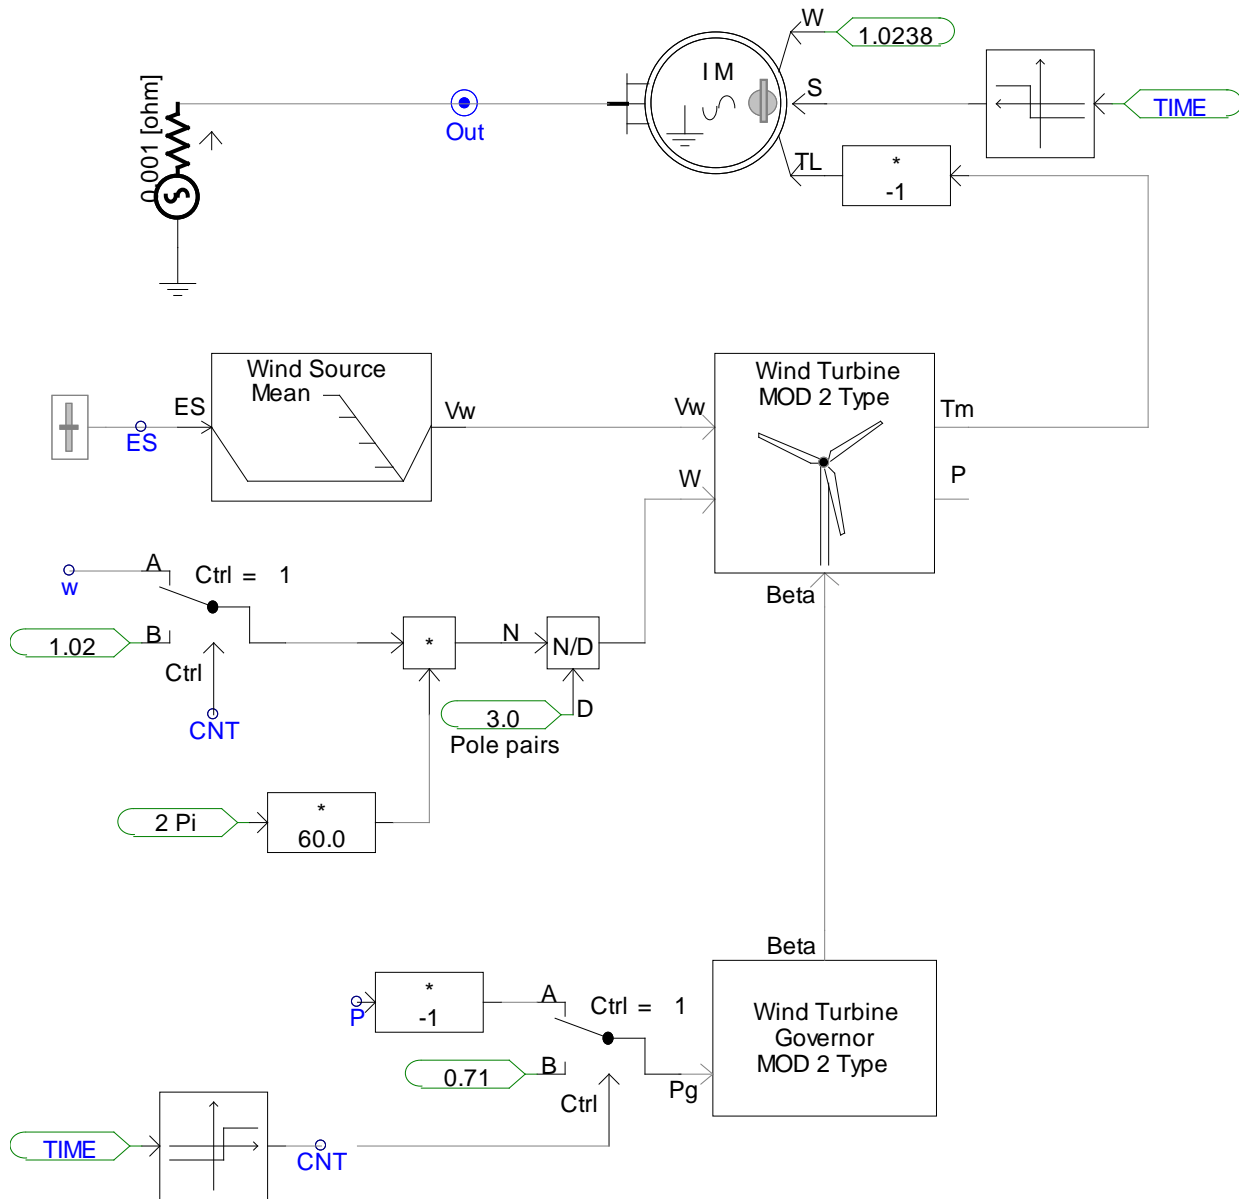 W
1.0238
I M
S
TIME
0.001 [ohm]
Out
TL
*
-1
Wind Source
Mean
ES
ES
Vw
Wind Turbine
MOD 2 Type
Vw
Tm
W
P
Beta
A
Ctrl = 1
w
B
1.02
Ctrl
CNT
*
N
N/D
3.0
D
Pole pairs
2 Pi
*
60.0
Beta
*
-1
P
A
Ctrl = 1
B
0.71
Ctrl
Pg
Wind Turbine
Governor
MOD 2 Type
TIME
CNT